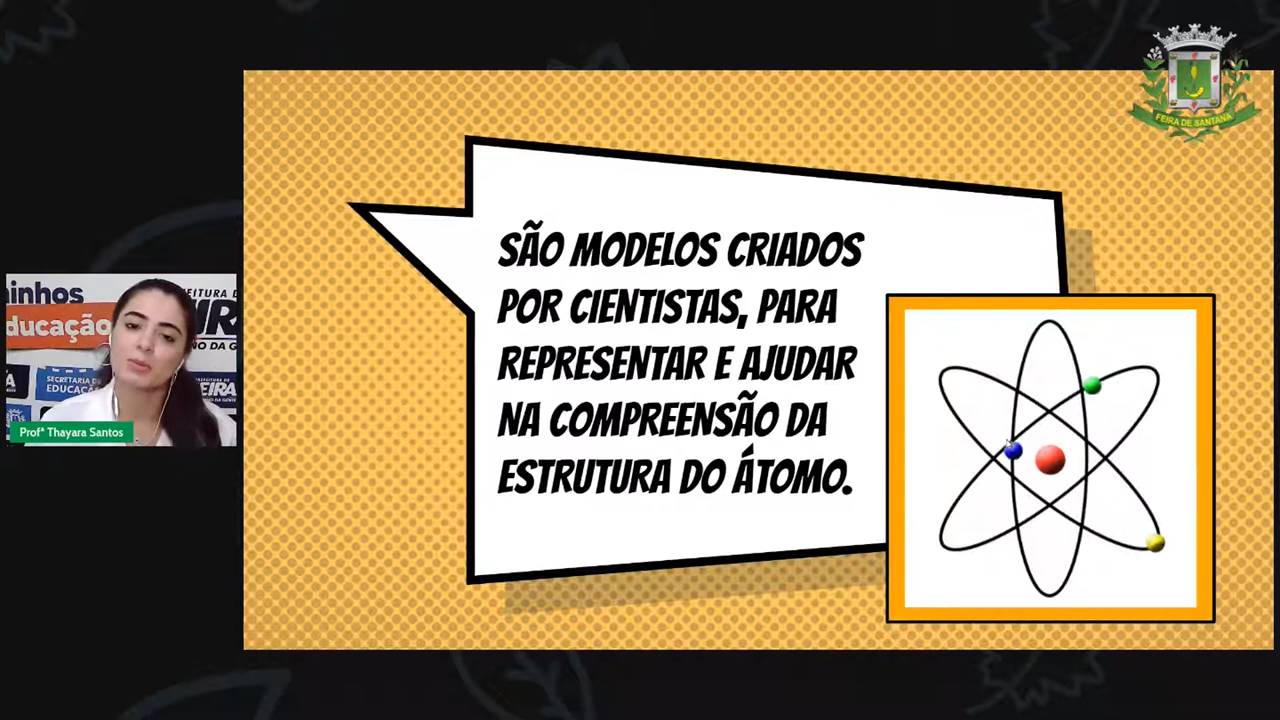 FEIRA DE SANTANA
SÃO MODELOS CRIADOS
POR CIENTISTAS, PARA
REPRESENTAR E AJUDAR
NA COMPREENSÃO DA
ESTRUTURA DO ÁTOMO.
SECRETARIA DE
EDUCAÇÃO
Profª Thayara Santos